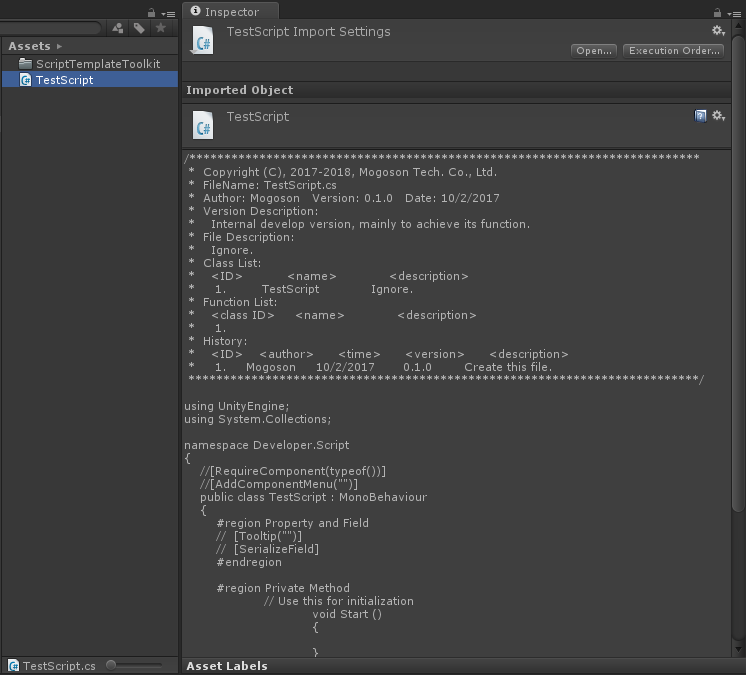 Inspector
TestScript Import Settings
C#
Open...
Execution Order...
Assets
ScriptTemplateToolkit
TestScript
Imported Object
TestScript
C#
/***********************************************************************
* Copyright (C), 2017-2018, Mogoson Tech. Co., Ltd.
* FileName: TestScript.cs
* Author: Mogoson Version: 0.1.0 Date: 10/2/2017
* Version Description:
* Internal develop version, mainly to achieve its function.
* File Description:
* Ignore.
* Class List:
* <ID> <name> <description>
* 1. TestScript Ignore.
* Function List:
* <class ID> <name> <description>
* 1.
* History:
* <ID> <author> <time> <version> <description>
* 1. Mogoson 10/2/2017 0.1.0 Create this file.
***********************************************************************/
using UnityEngine;
using System.Collections;
namespace Developer.Script
{
//[RequireComponent(typeof())]
//[AddComponentMenu("")]
public class TestScript : MonoBehaviour
{
#region Property and Field
// [Tooltip("")]
// [SerializeField]
#endregion
#region Private Method
// Use this for initialization
void Start ()
{
}
TestScript.cs
Asset Labels